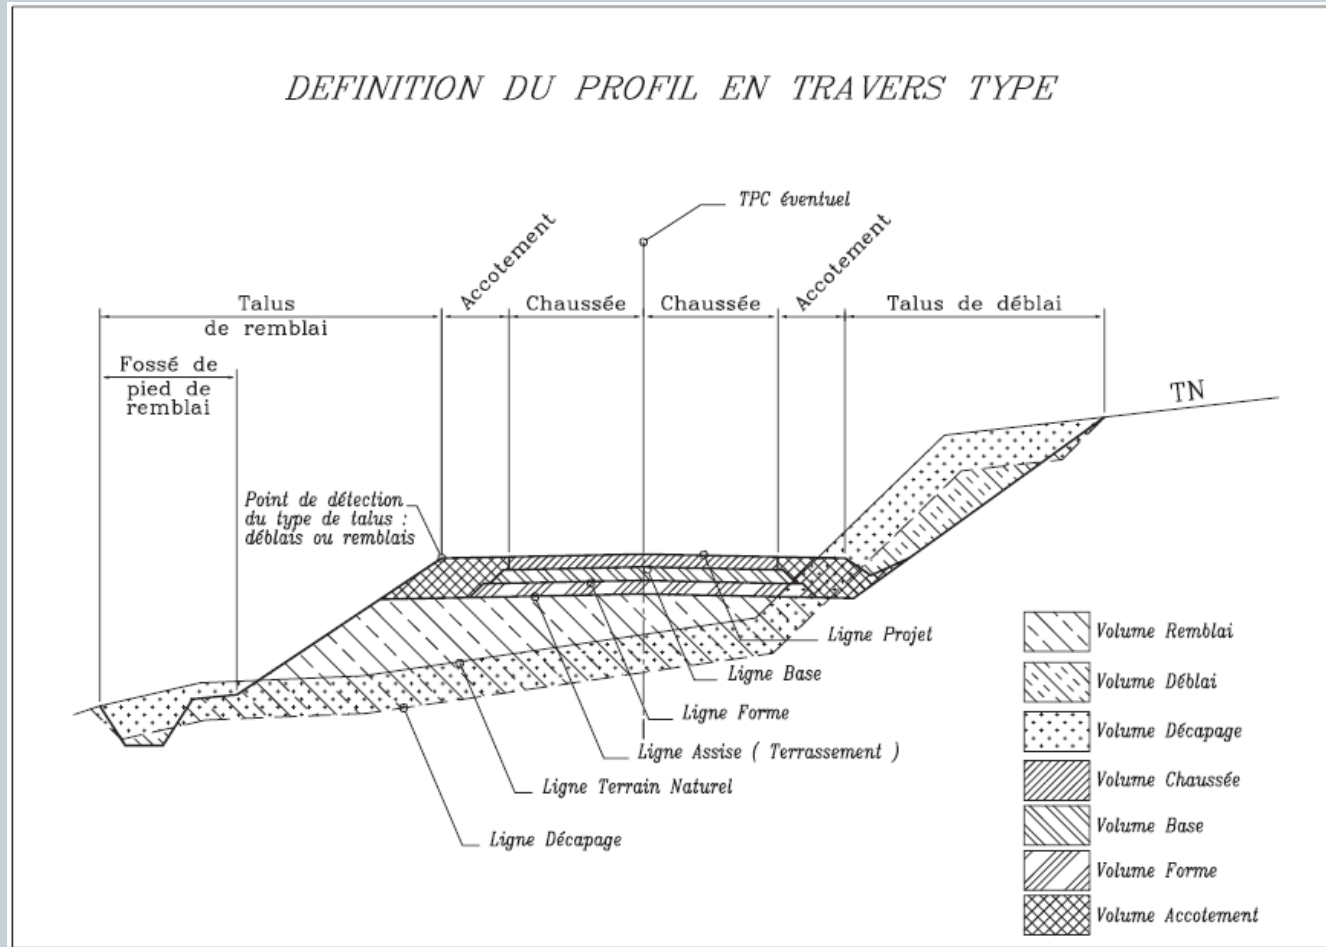 DEFINITION DU PROFIL EN TRAVERS TYPE
TPC éventuel
Accotement
Accotement
Talus
de remblai
Chaussée
Chaussée
Talus de déblai
Fossé de
pied de
remblai
TN
Point de détection
du type de talus :
déblais ou remblais
Ligne Projet
Ligne Base
Ligne Forme
Ligne Assise ( Terrassement )
Ligne Terrain Naturel
Ligne Décapage
Volume Remblai
Volume Déblai
Volume Décapage
Volume Chaussée
Volume Base
Volume Forme
Volume Accotement